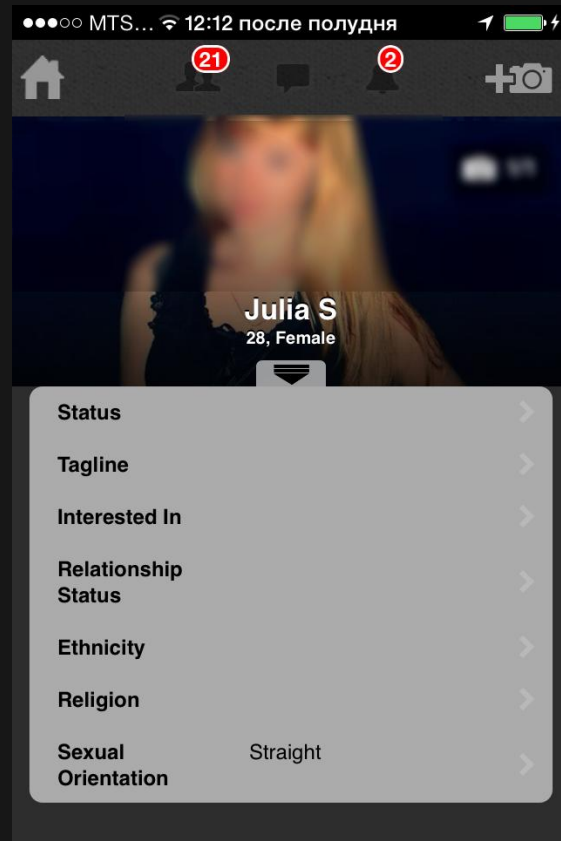 MTS... 12:12 после полудня
21
2
Julia S
28, Female
Status
Tagline
Interested In
Relationship
Status
Ethnicity
Religion
Sexual Straight
Orientation